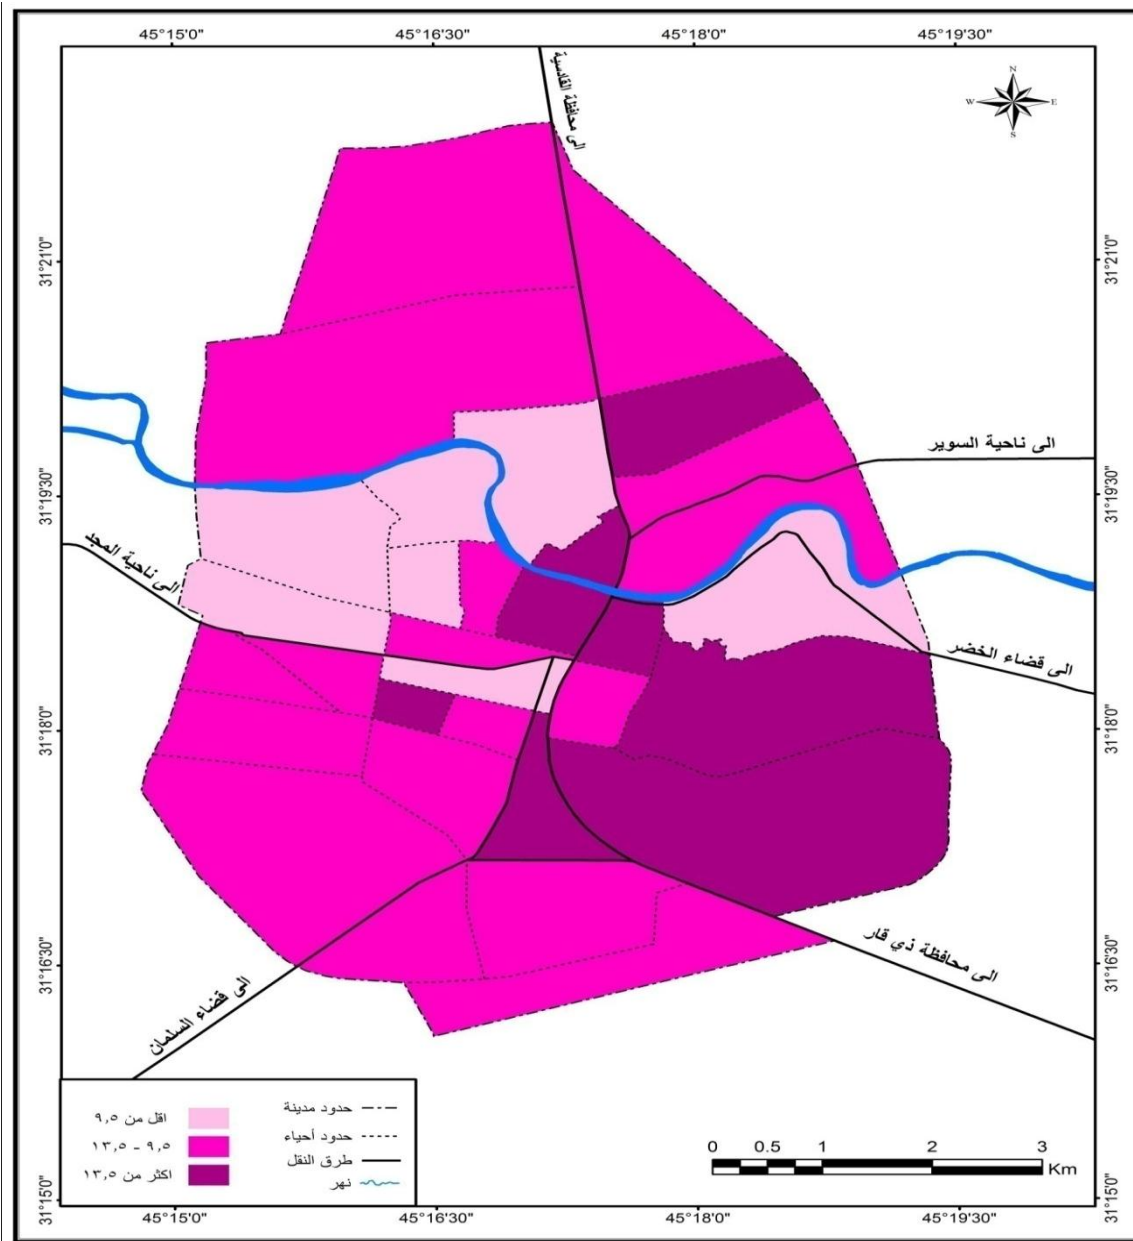 45°15'0"
45°16'30"
45°18'0"
45°19'30"
N
W
E
S
الى محافظة القادسية
31°21'0"
31°21'0"
الى ناحية السوير
31°19'30"
31°19'30"
الى ناحية المجد
الى قضاء الخضر
31°18'0"
31°18'0"
الى محافظة ذي قار
31°16'30"
31°16'30"
الى قضاء السلمان
حدود مدينة
حدود أحياء
طرق النقل
نهر
اقل من ٩,٥
٩,٥ - ١٣,٥
اكثر من ١٣,٥
0 0.5 1 2 3
Km
31°15'0"
31°15'0"
45°15'0"
45°16'30"
45°18'0"
45°19'30"